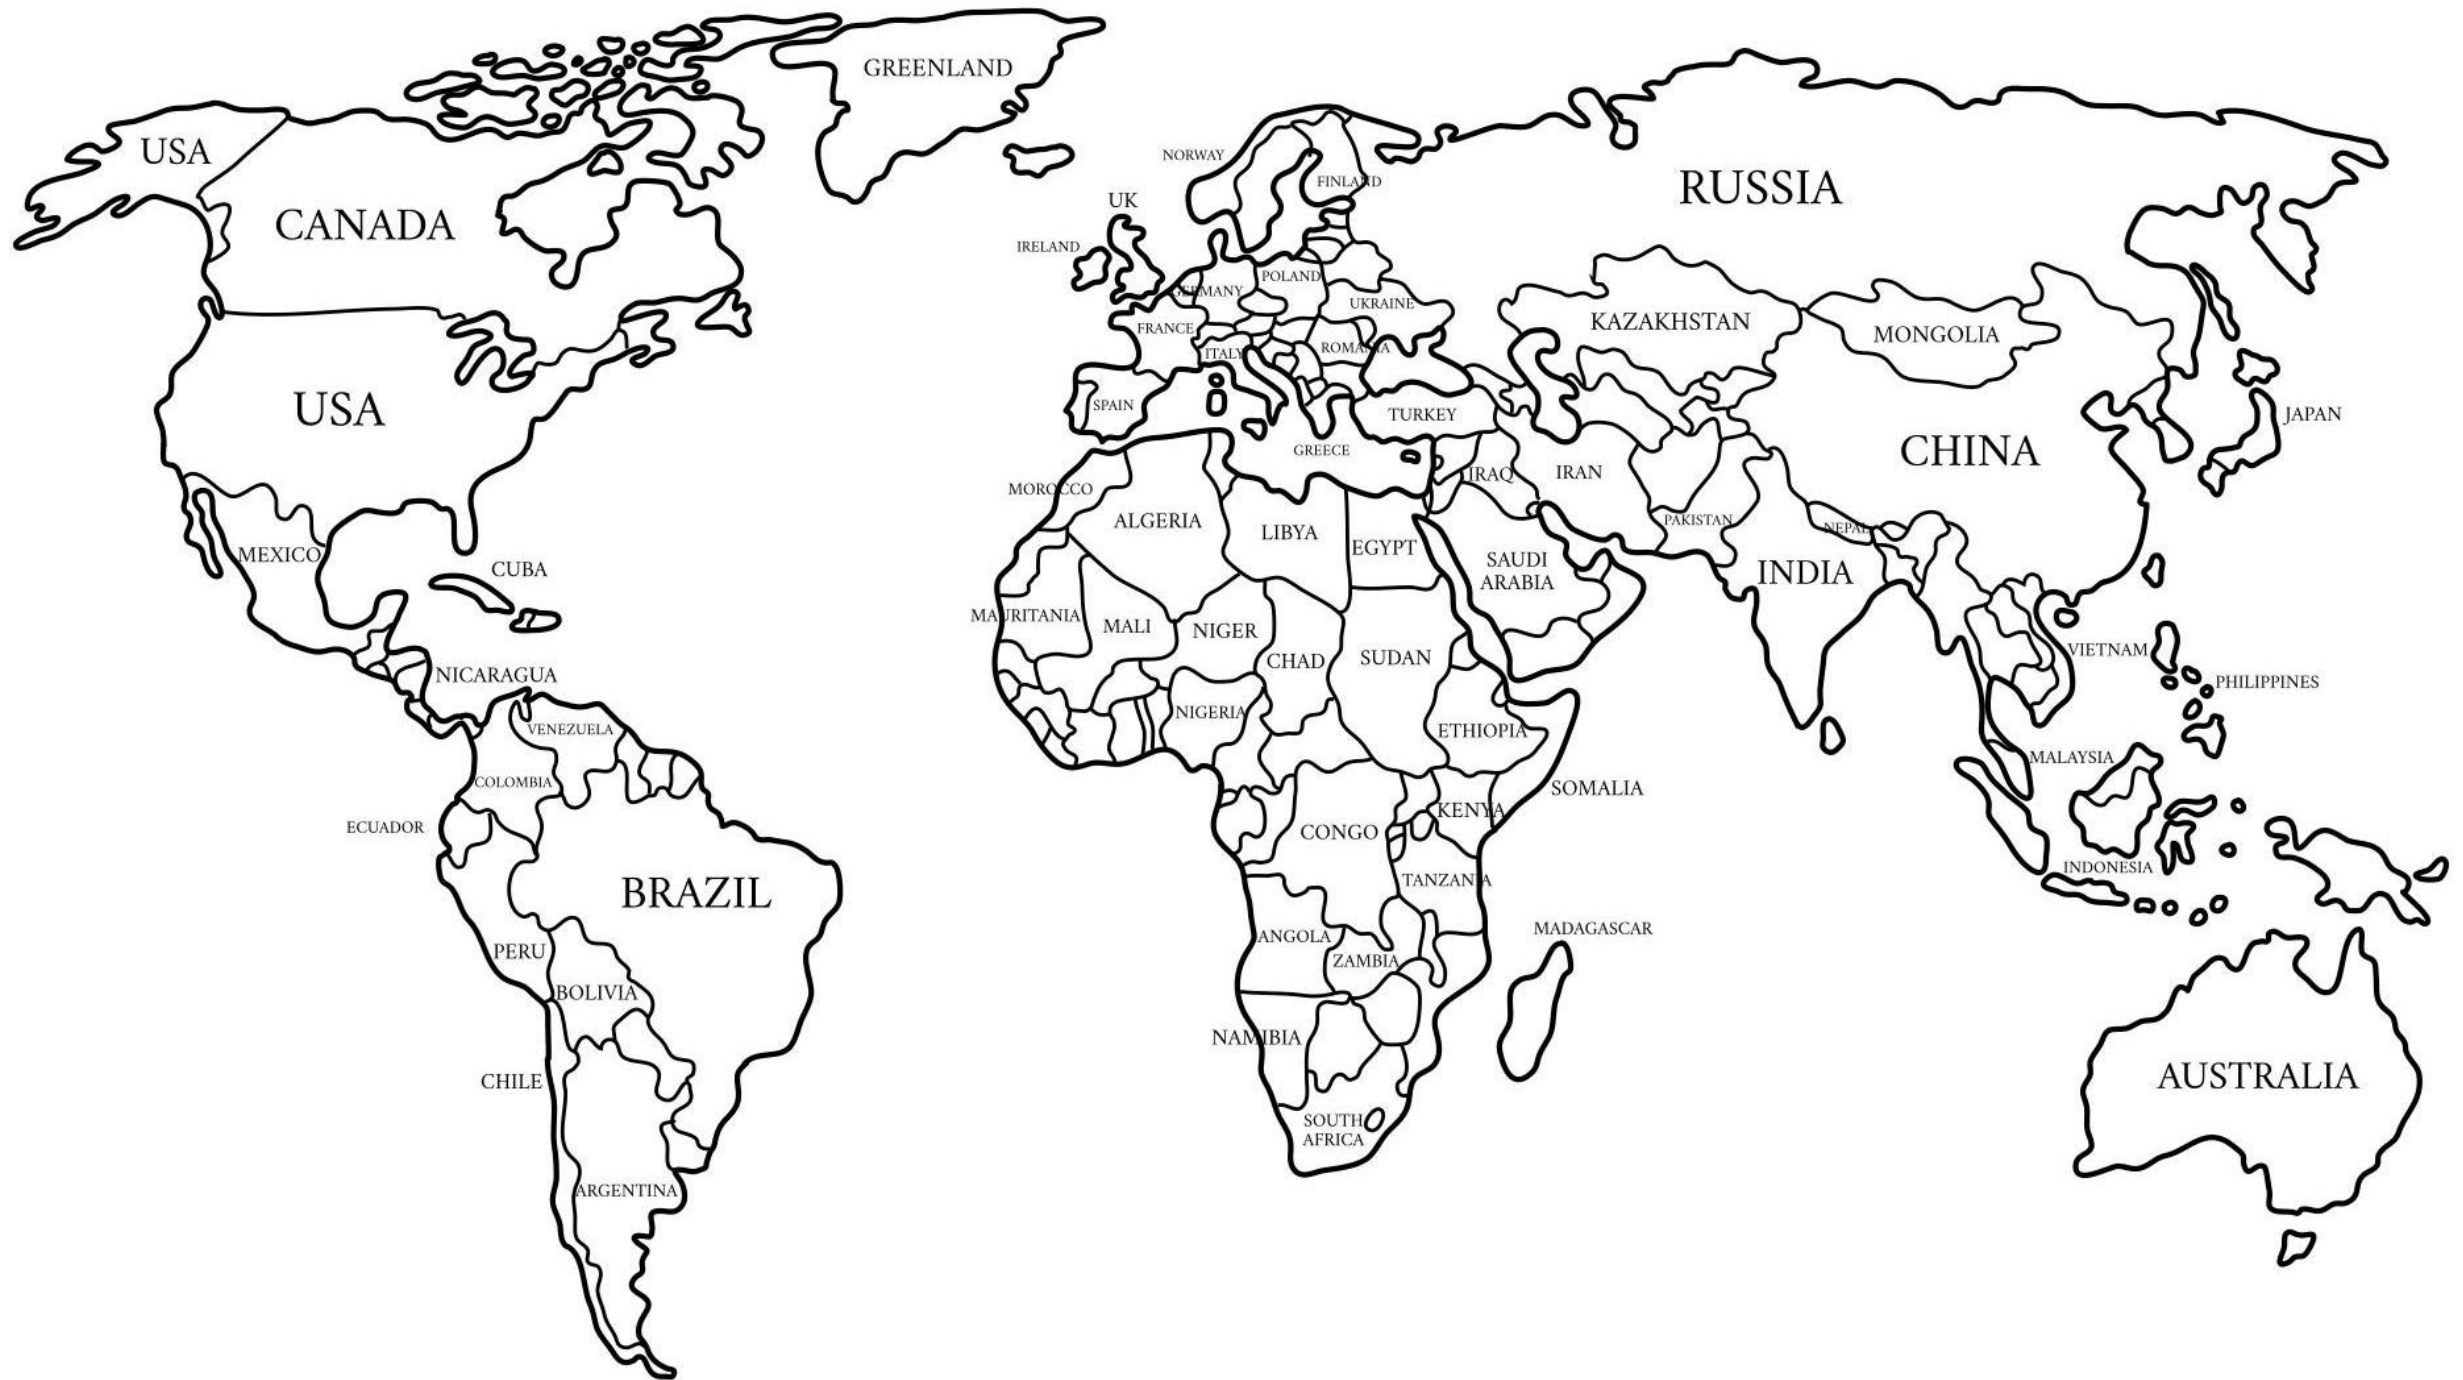 GREENLAND
USA
CANADA
USA
MEXICO
CUBA
NICARAGUA
VENEZUELA
COLOMBIA
ECUADOR
BRAZIL
PERU
BOLIVIA
CHILE
ARGENTINA
NORWAY
FINLAND
UK
IRELAND
POLAND
GERMANY
UKRAINE
FRANCE
ITALY
ROMANIA
SPAIN
TURKEY
GREECE
RUSSIA
KAZAKHSTAN
MONGOLIA
CHINA
JAPAN
IRAQ
IRAN
PAKISTAN
NEPAL
INDIA
SAUDI
ARABIA
VIETNAM
PHILIPPINES
MALAYSIA
INDONESIA
MOROCCO
ALGERIA
LIBYA
EGYPT
MAURITANIA
MALI
NIGER
CHAD
SUDAN
NIGERIA
ETHIOPIA
SOMALIA
KENYA
CONGO
TANZANIA
ANGOLA
ZAMBIA
MADAGASCAR
NAMIBIA
SOUTH
AFRICA
AUSTRALIA